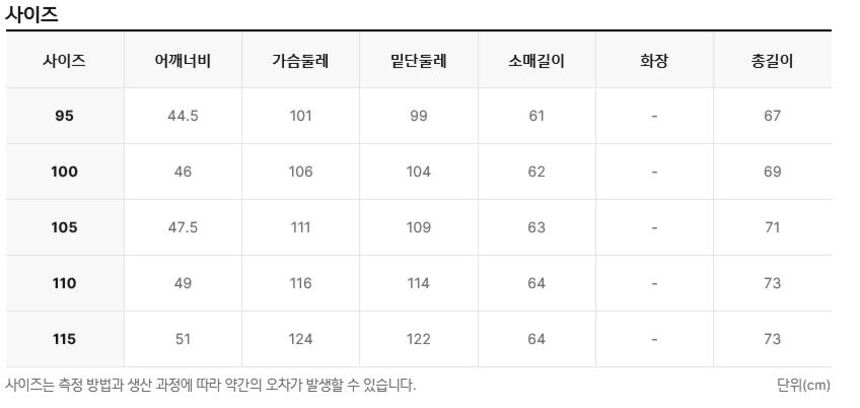 사이즈
사이즈 어깨너비 가슴둘레 밑단둘레 소매길이 화장 총길이
95 44.5 101 99 61 - 67
100 46 106 104 62 - 69
105 47.5 111 109 63 - 71
110 49 116 114 64 - 73
115 51 124 122 64 - 73
사이즈는 측정 방법과 생산 과정에 따라 약간의 오차가 발생할 수 있습니다. 단위(cm)